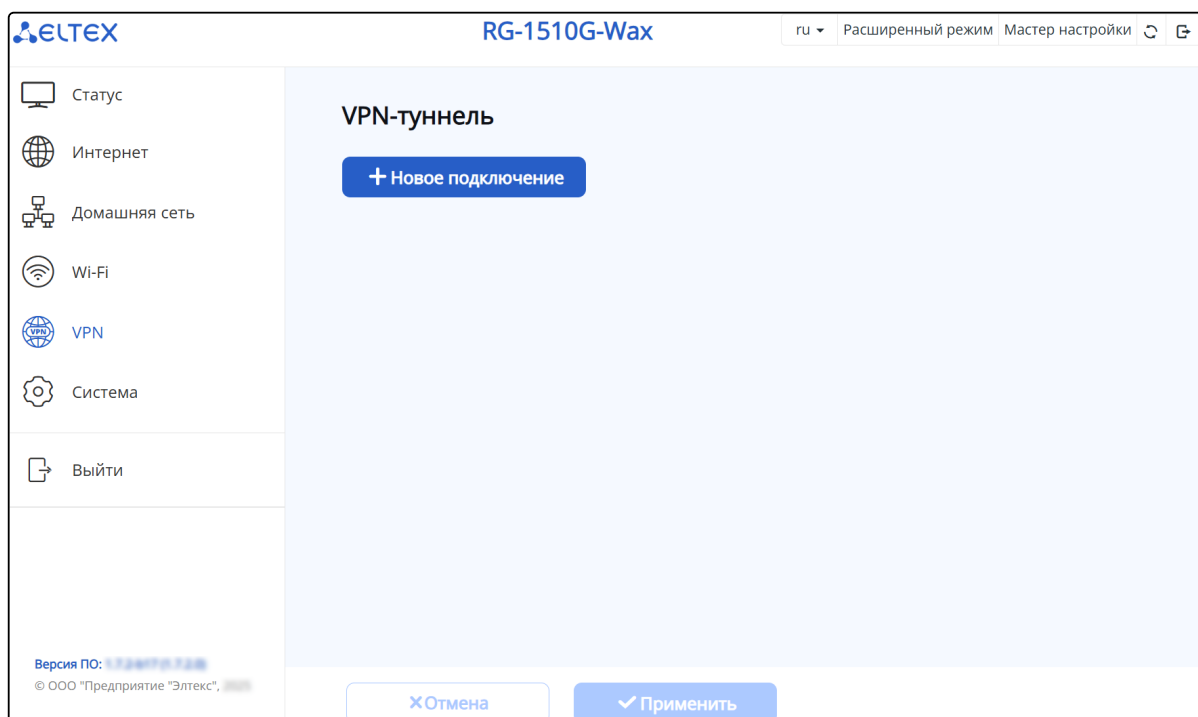 ELTEX
RG-1510G-Wax
ru
Расширенный режим
Мастер настройки
Статус
Интернет
Домашняя сеть
Wi-Fi
VPN
VPN
Система
Выйти
VPN-туннель
Новое подключение
Версия ПО:
© ООО "Предприятие "Элтекс",
Отмена
Применить